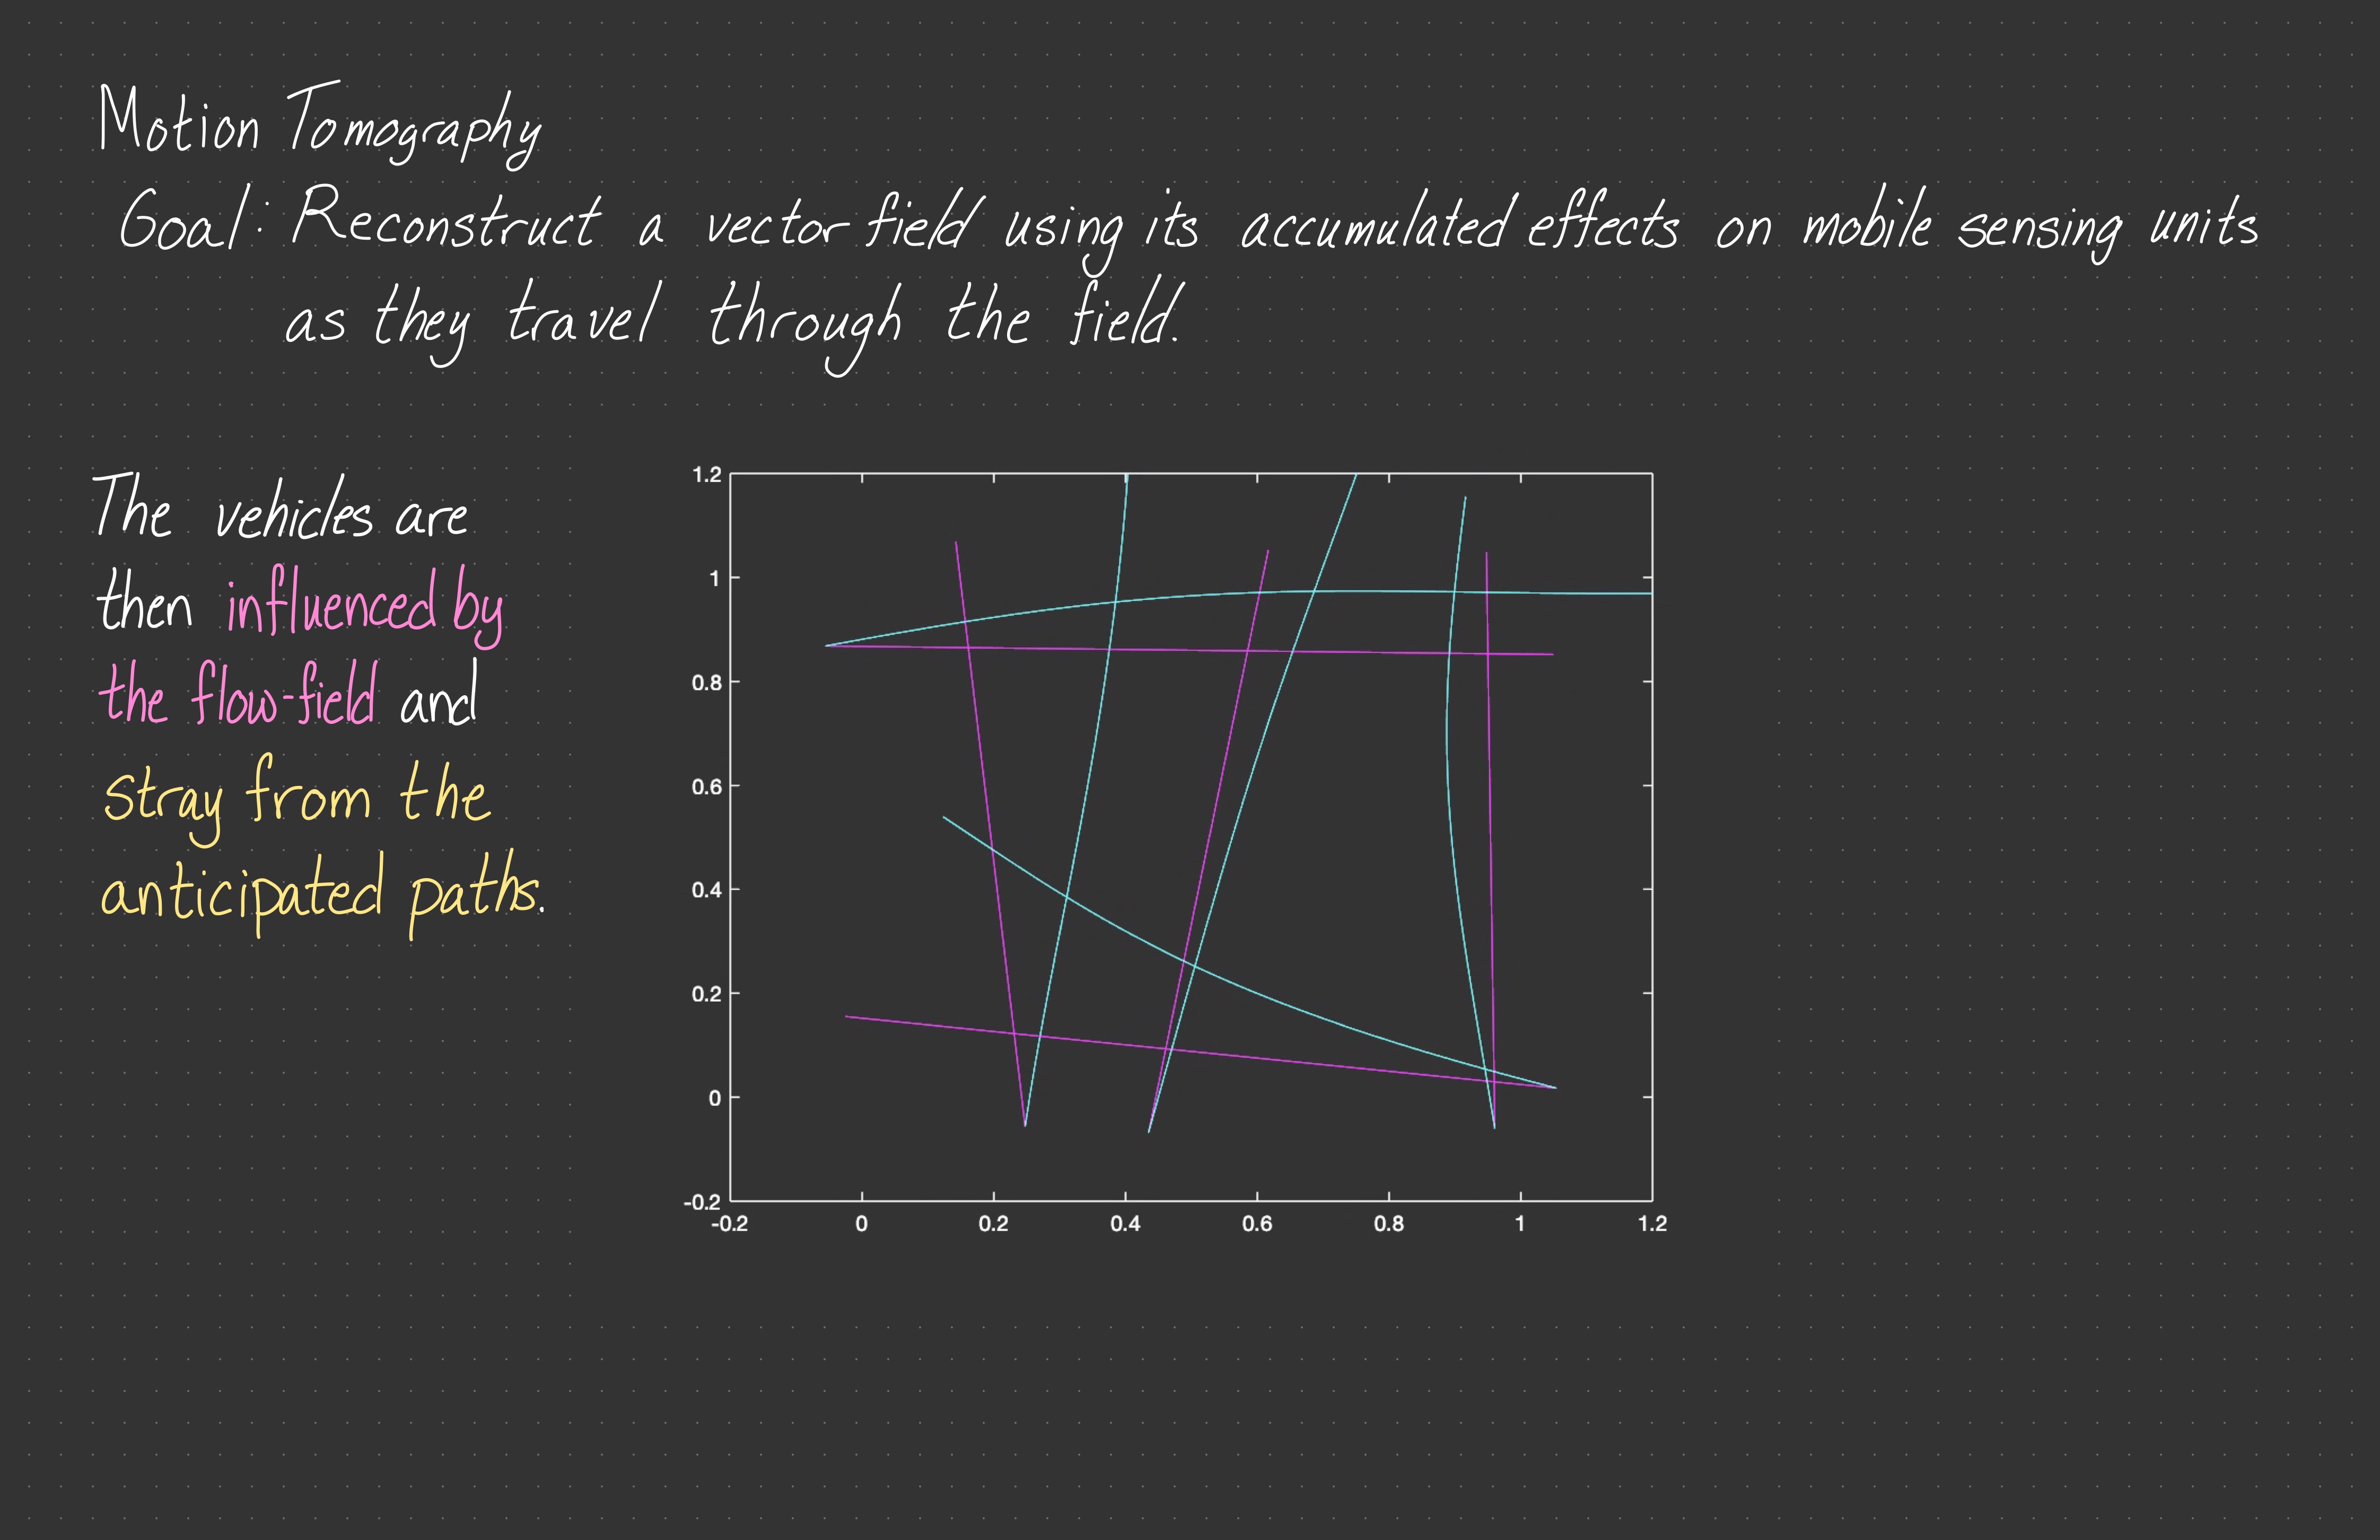 Motion Tomography
Goal: Reconstruct a vector field using its accumulated effects on mobile sensing units
as they travel through the field.
The vehicles are
then influenced by
the flow-field and
stray from the
anticipated paths.
1.2
1
0.8
0.6
0.4
0.2
0
-0.2
-0.2 0 0.2 0.4 0.6 0.8 1 1.2